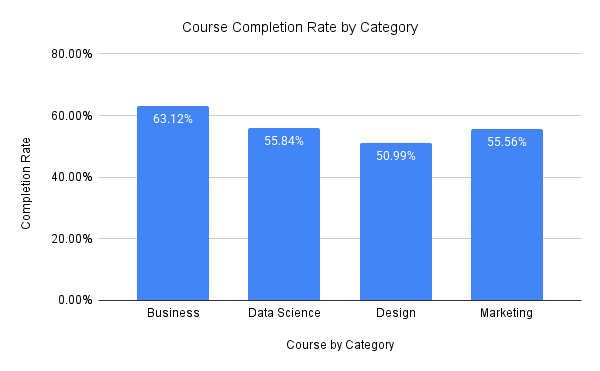 Course Completion Rate by Category
Completion Rate
80.00%
60.00%
40.00%
20.00%
0.00%
63.12%
55.84%
50.99%
55.56%
Business
Data Science
Design
Marketing
Course by Category